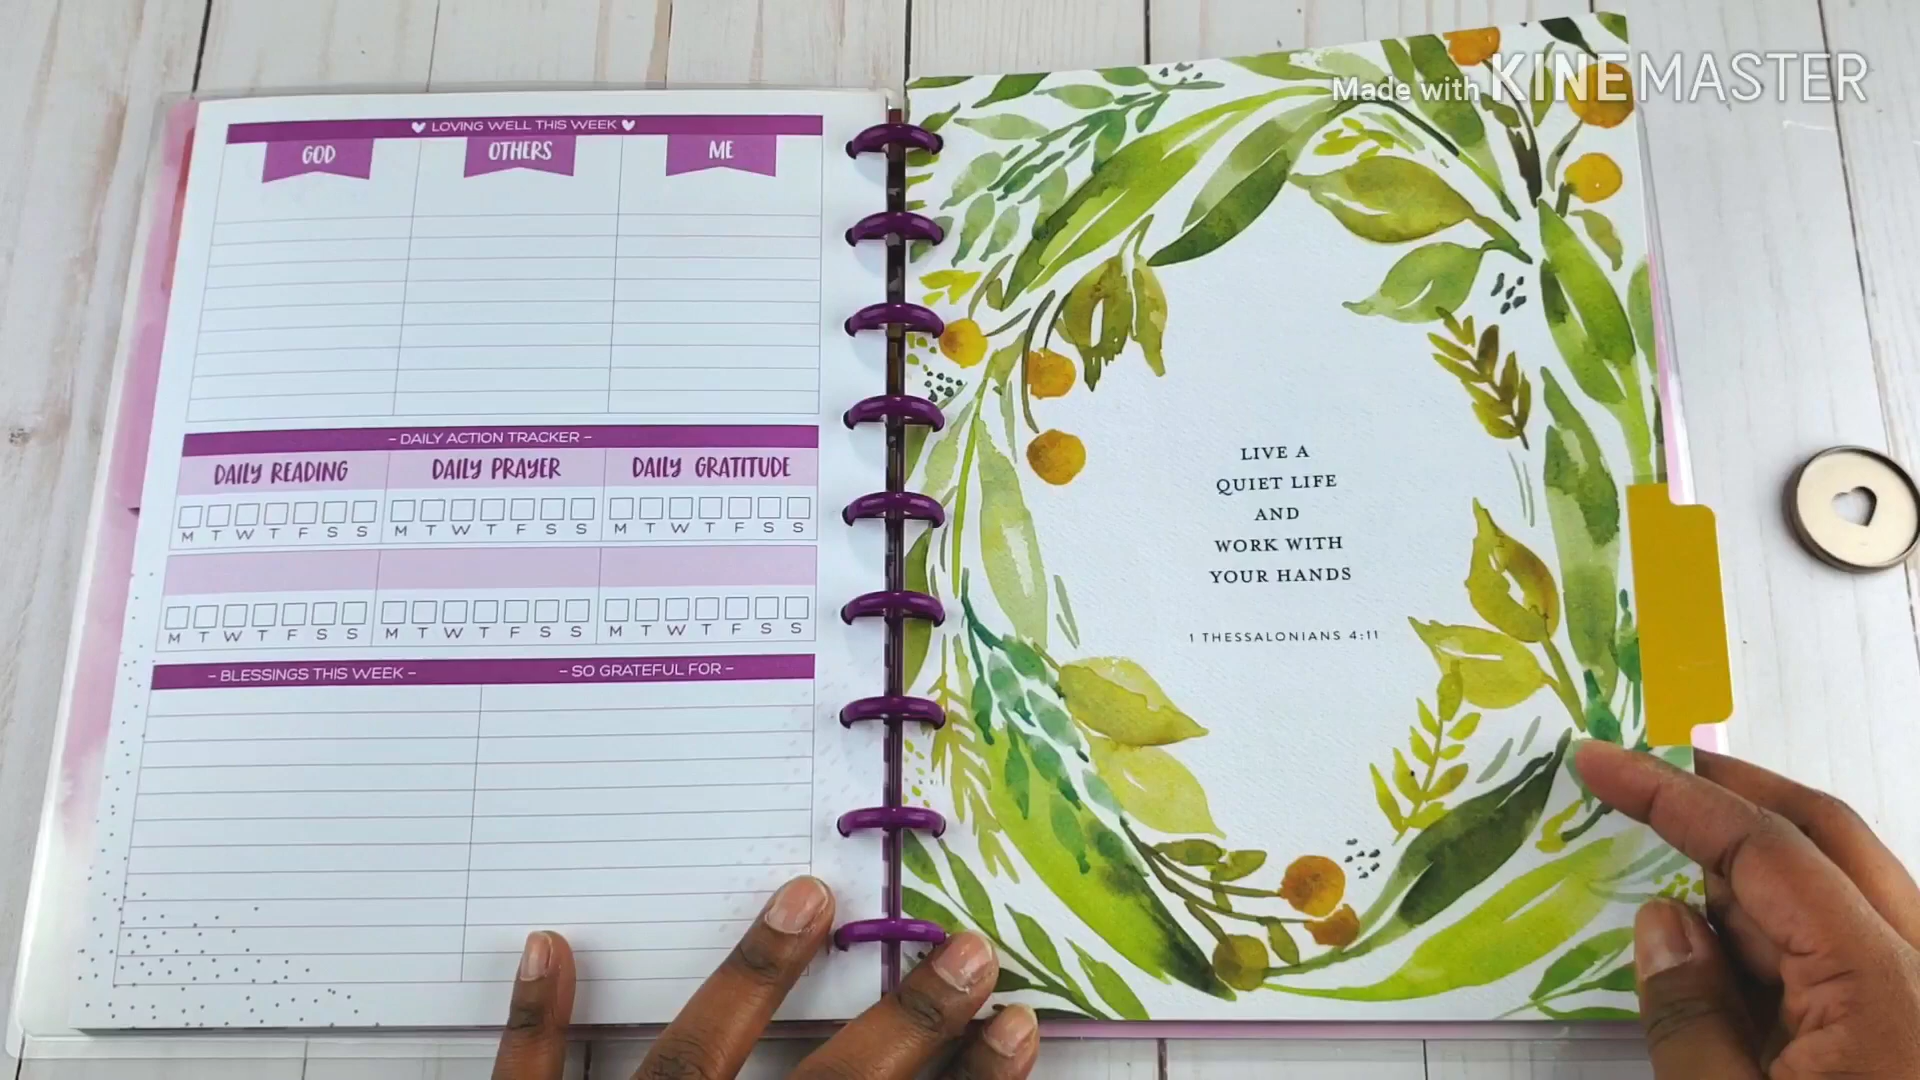 Made with KINEMASTER
LOVING WELL THIS WEEK
GOD OTHERS ME
- DAILY ACTION TRACKER -
DAILY READING DAILY PRAYER DAILY GRATITUDE
M T W T F S S M T W T F S S M T W T F S S
M T W T F S S M T W T F S S M T W T F S S
- BLESSINGS THIS WEEK - - SO GRATEFUL FOR -
LIVE A
QUIET LIFE
AND
WORK WITH
YOUR HANDS
1 THESSALONIANS 4:11